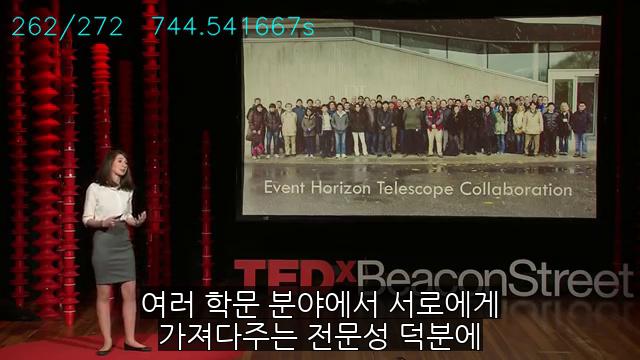 262/272 744.541667s
Event Horizon Telescope Collaboration
TEDxBeaconStreet
여러 학문 분야에서 서로에게
가져다주는 전문성 덕분에